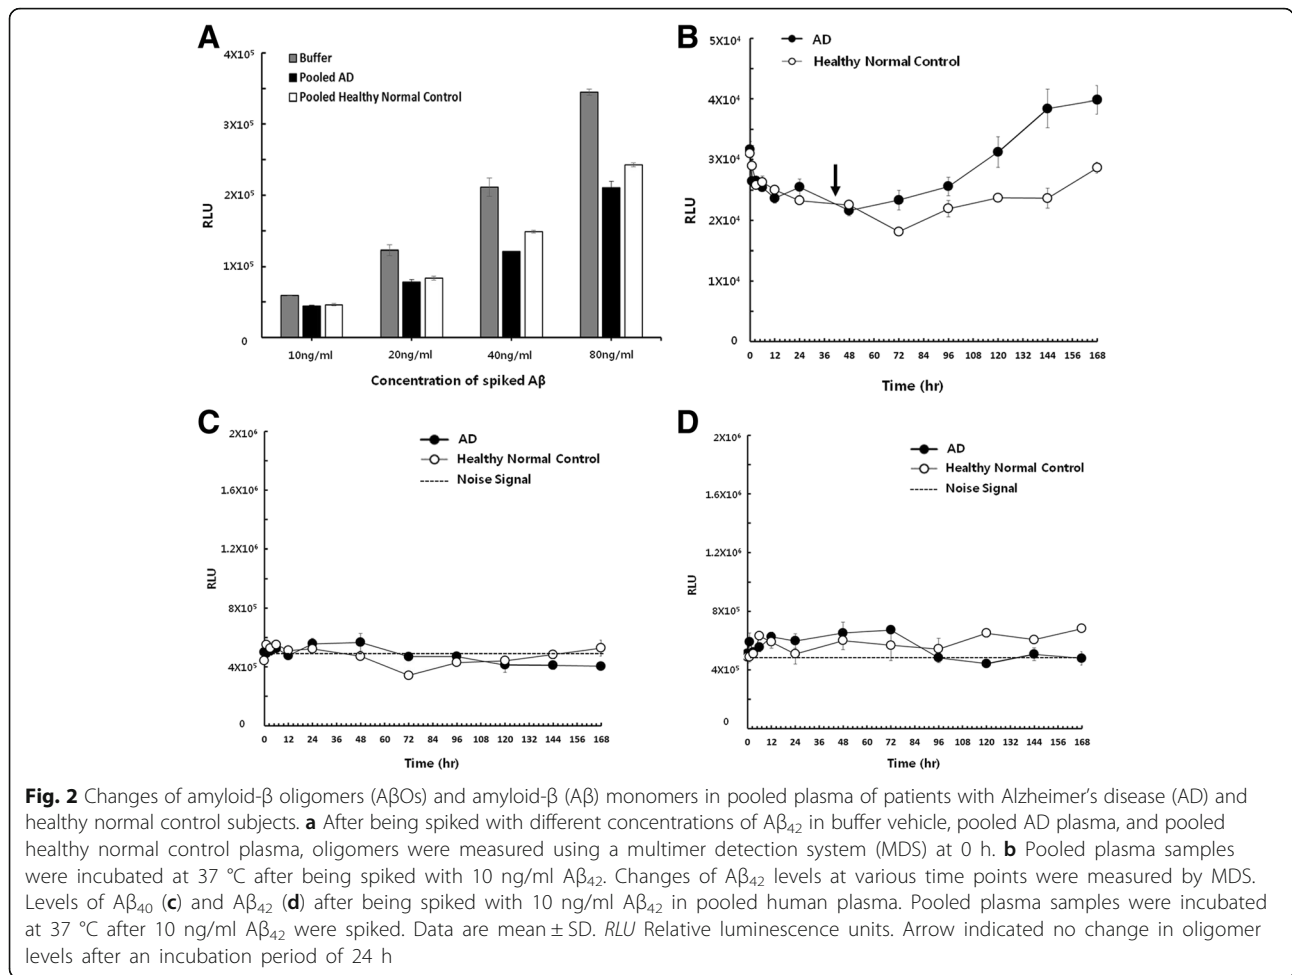 A
4X10⁵
3X10⁵
2X10⁵
1X10⁵
0
RLU
Buffer
Pooled AD
Pooled Healthy Normal Control
10ng/ml 20ng/ml 40ng/ml 80ng/ml
Concentration of spiked Aβ
B
5X10⁴
4X10⁴
3X10⁴
2X10⁴
1X10⁴
0
RLU
AD
Healthy Normal Control
0 12 24 36 48 60 72 84 96 108 120 132 144 156 168
Time (hr)
C
2X10⁶
1.6X10⁶
1.2X10⁶
8X10⁵
4X10⁵
0
RLU
AD
Healthy Normal Control
Noise Signal
0 12 24 36 48 60 72 84 96 108 120 132 144 156 168
Time (hr)
D
2X10⁶
1.6X10⁶
1.2X10⁶
8X10⁵
4X10⁵
0
RLU
AD
Healthy Normal Control
Noise Signal
0 12 24 36 48 60 72 84 96 108 120 132 144 156 168
Time (hr)
Fig. 2 Changes of amyloid-β oligomers (AβOs) and amyloid-β (Aβ) monomers in pooled plasma of patients with Alzheimer's disease (AD) and
healthy normal control subjects. a After being spiked with different concentrations of Aβ₄₂ in buffer vehicle, pooled AD plasma, and pooled
healthy normal control plasma, oligomers were measured using a multimer detection system (MDS) at 0 h. b Pooled plasma samples
were incubated at 37 °C after being spiked with 10 ng/ml Aβ₄₂. Changes of Aβ₄₂ levels at various time points were measured by MDS.
Levels of Aβ₄₀ (c) and Aβ₄₂ (d) after being spiked with 10 ng/ml Aβ₄₂ in pooled human plasma. Pooled plasma samples were incubated
at 37 °C after 10 ng/ml Aβ₄₂ were spiked. Data are mean ± SD. RLU Relative luminescence units. Arrow indicated no change in oligomer
levels after an incubation period of 24 h